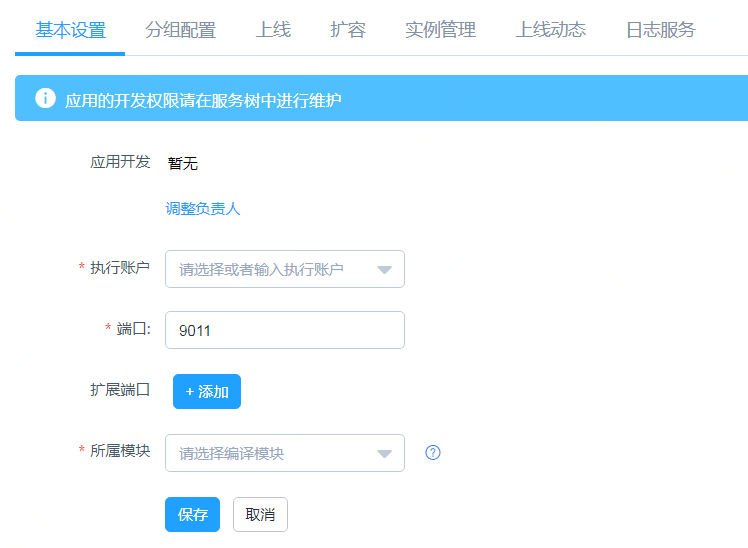 基本设置 分组配置 上线 扩容 实例管理 上线动态 日志服务
应用的开发权限请在服务树中进行维护
应用开发 暂无
调整负责人
* 执行账户 请选择或者输入执行账户
* 端口: 9011
扩展端口 + 添加
* 所属模块 请选择编译模块 ?
保存 取消